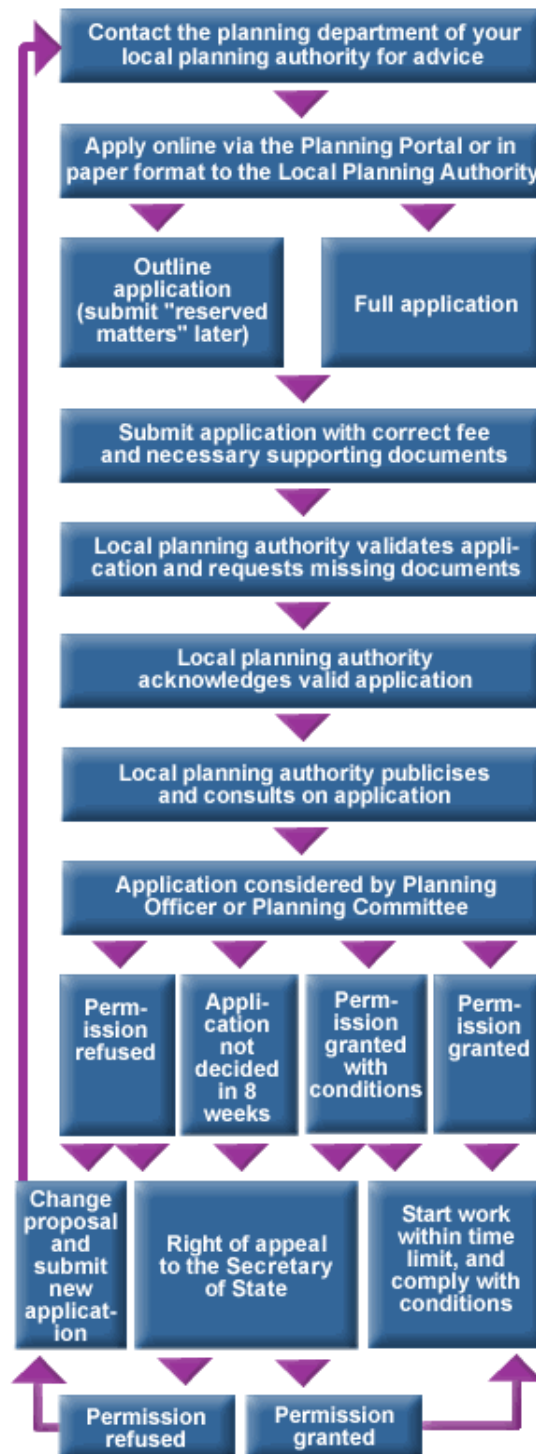 Contact the planning department of your
local planning authority for advice
Apply online via the Planning Portal or in
paper format to the Local Planning Authority
Outline
application
(submit "reserved
matters" later)
Full application
Submit application with correct fee
and necessary supporting documents
Local planning authority validates appli-
cation and requests missing documents
Local planning authority
acknowledges valid application
Local planning authority publicises
and consults on application
Application considered by Planning
Officer or Planning Committee
Perm-
ission
refused
Appli-
cation
not
decided
in 8
weeks
Perm-
ission
granted
with
conditions
Perm-
ission
granted
Change
proposal
and
submit
new
applicat-
ion
Right of appeal
to the Secretary
of State
Start work
within time
limit, and
comply with
conditions
Permission
refused
Permission
granted